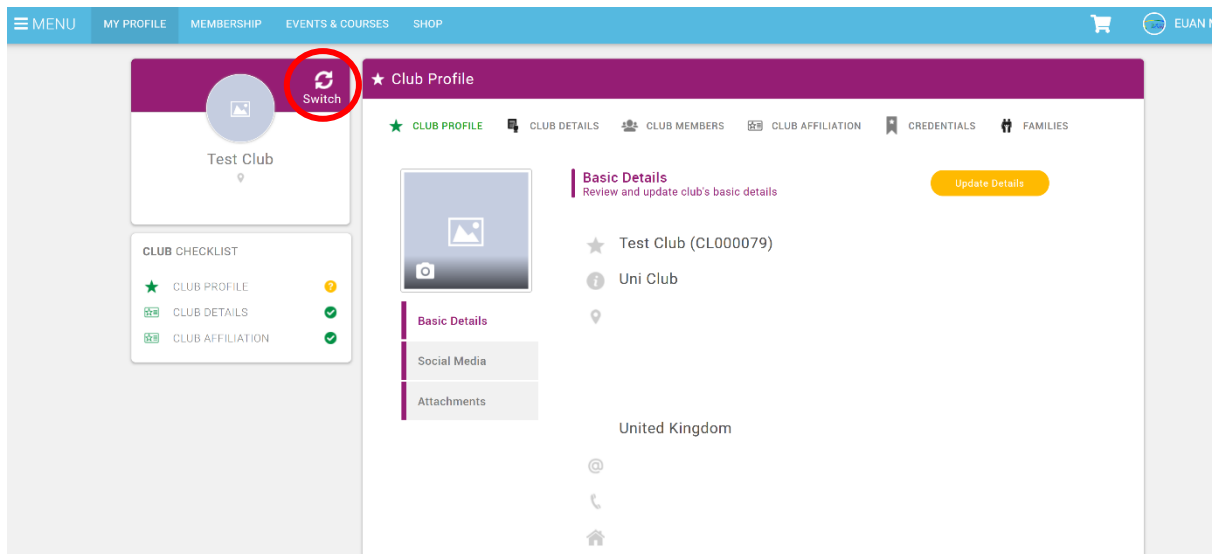 MENU MY PROFILE MEMBERSHIP EVENTS & COURSES SHOP EUAN
Switch
Test Club
CLUB CHECKLIST
CLUB PROFILE
CLUB DETAILS
CLUB AFFILIATION
Club Profile
CLUB PROFILE CLUB DETAILS CLUB MEMBERS CLUB AFFILIATION CREDENTIALS FAMILIES
Basic Details
Social Media
Attachments
Basic Details
Review and update club's basic details
Update Details
Test Club (CL000079)
Uni Club
United Kingdom